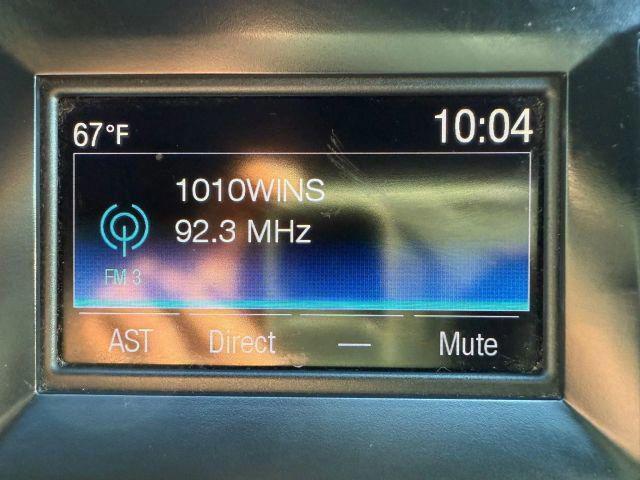 67°F 10:04
1010WINS
92.3 MHz
FM 3
AST Direct — Mute